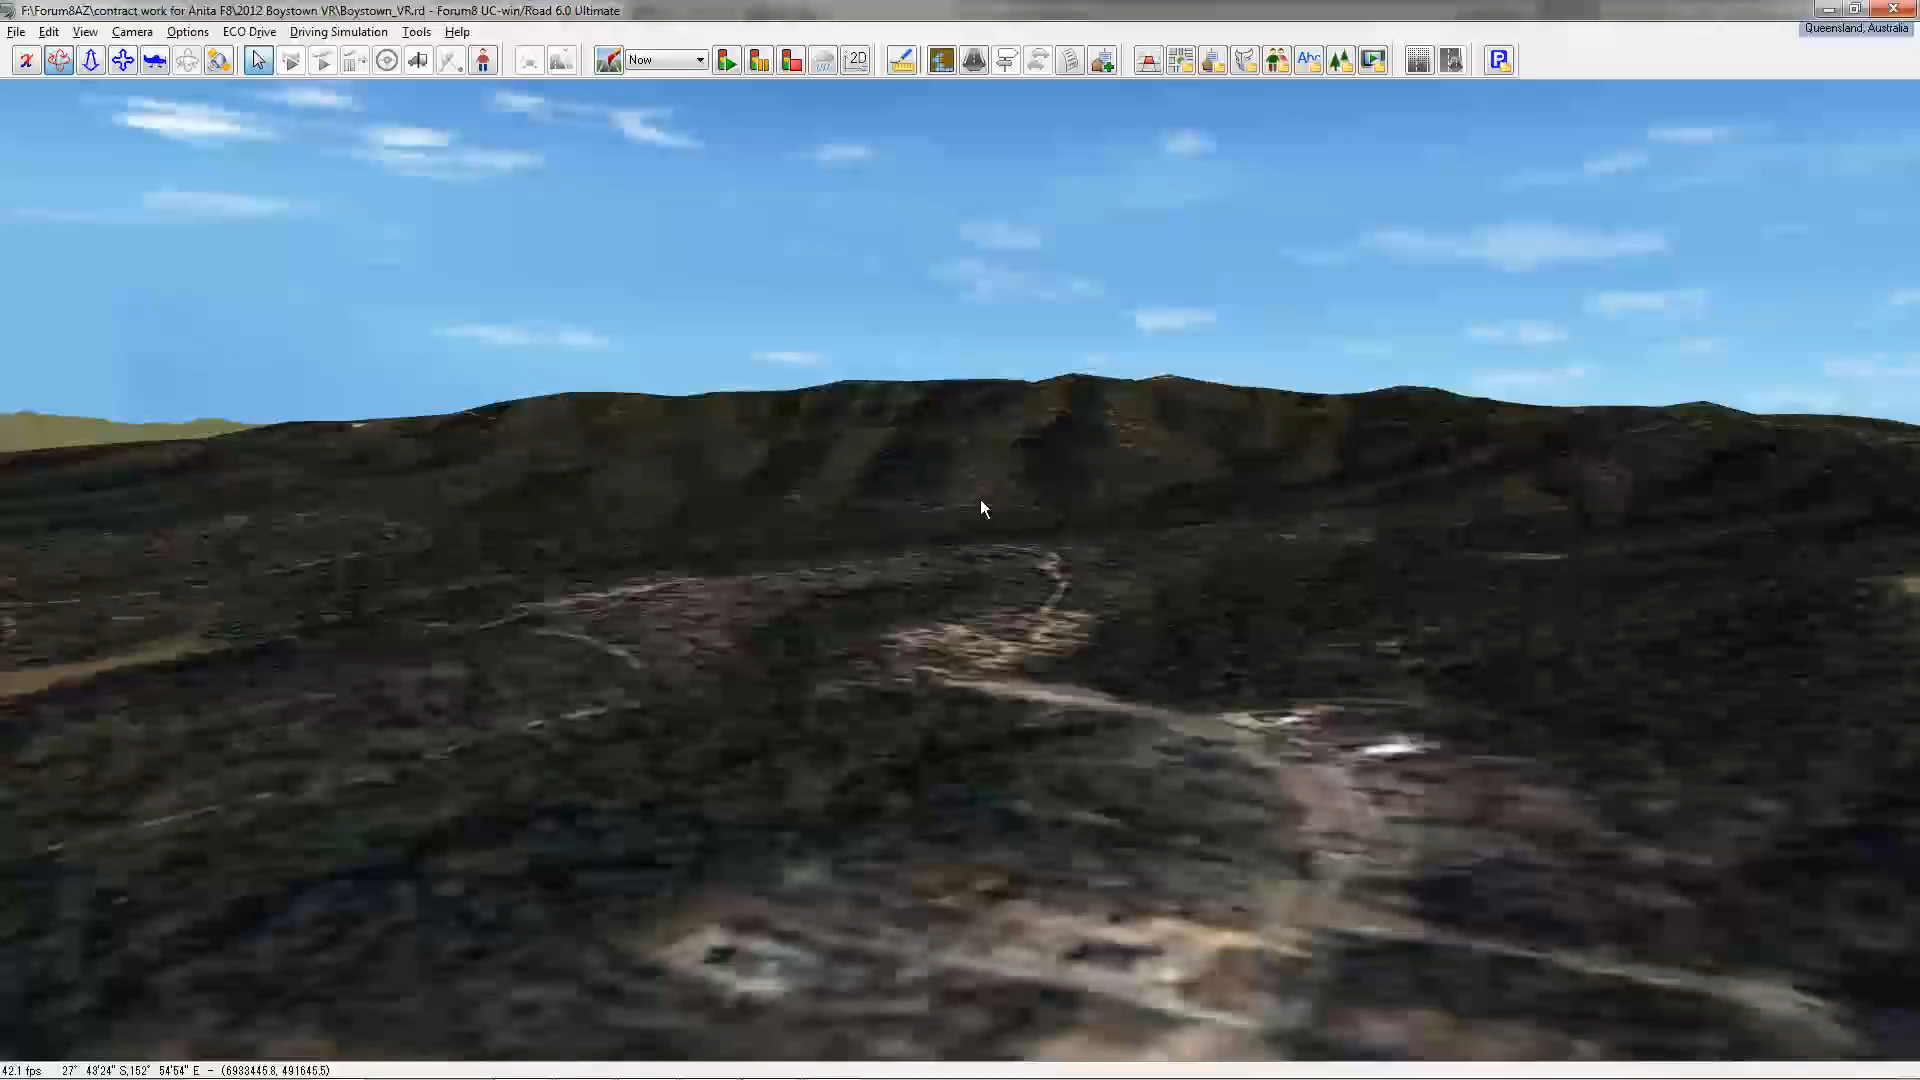 F:\Forum8AZ\contract work for Anita F8\2012 Boystown VR\Boystown_VR.rd - Forum8 UC-win/Road 6.0 Ultimate
File Edit View Camera Options ECO Drive Driving Simulation Tools Help
Queensland, Australia
Now
2D
Abc
P
42.1 fps 27° 43'24" S,152° 54'54" E - (6933445.8, 491645.5)